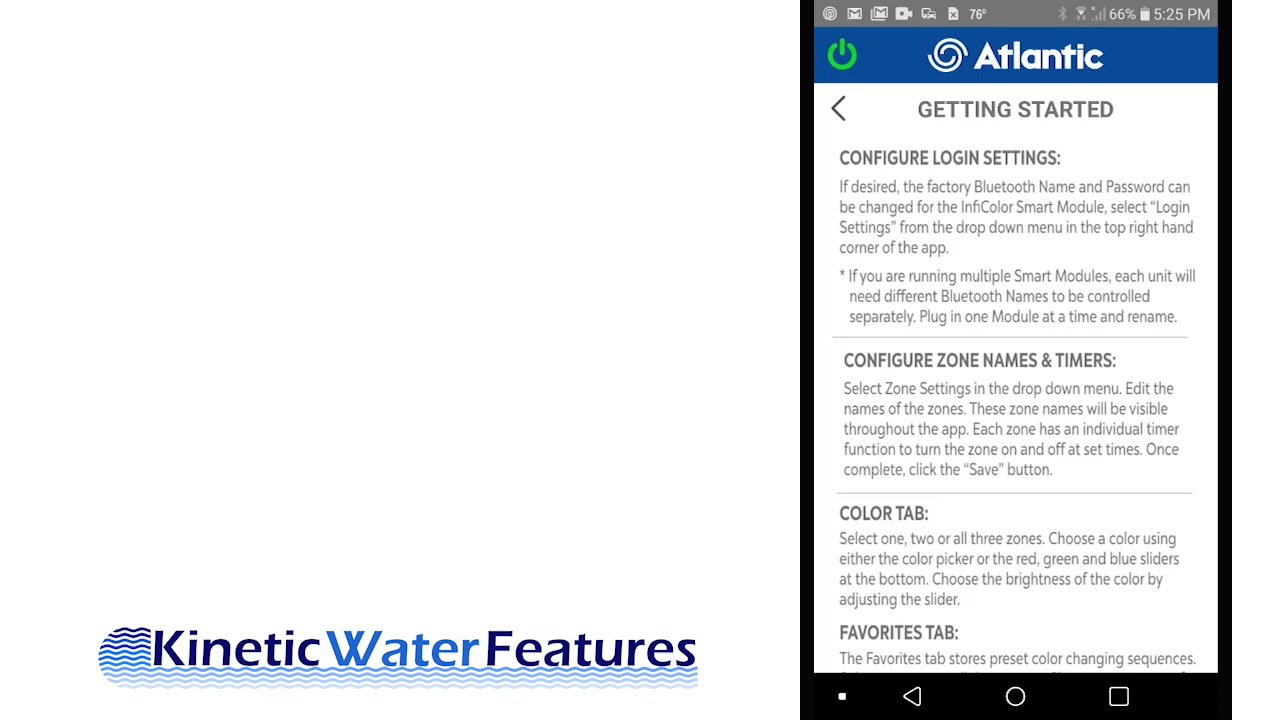 76° 66% 5:25 PM
Atlantic
GETTING STARTED
CONFIGURE LOGIN SETTINGS:
If desired, the factory Bluetooth Name and Password can
be changed for the InfiColor Smart Module, select “Login
Settings” from the drop down menu in the top right hand
corner of the app.
* If you are running multiple Smart Modules, each unit will
need different Bluetooth Names to be controlled
separately. Plug in one Module at a time and rename.
CONFIGURE ZONE NAMES & TIMERS:
Select Zone Settings in the drop down menu. Edit the
names of the zones. These zone names will be visible
throughout the app. Each zone has an individual timer
function to turn the zone on and off at set times. Once
complete, click the “Save” button.
COLOR TAB:
Select one, two or all three zones. Choose a color using
either the color picker or the red, green and blue sliders
at the bottom. Choose the brightness of the color by
adjusting the slider.
FAVORITES TAB:
The Favorites tab stores preset color changing sequences.
Kinetic Water Features